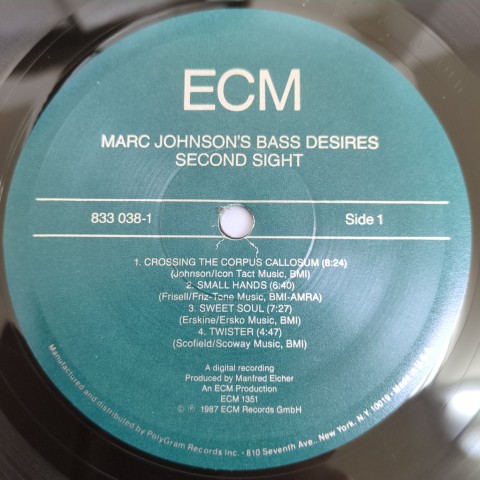 ECM
MARC JOHNSON'S BASS DESIRES
SECOND SIGHT
833 038-1
Side 1
1. CROSSING THE CORPUS CALLOSUM (8:24)
(Johnson/Icon Tact Music, BMI)
2. SMALL HANDS (6:40)
(Frisell/Friz-Tone Music, BMI-AMRA)
3. SWEET SOUL (7:27)
(Erskine/Ersko Music, BMI)
4. TWISTER (4:47)
(Scofield/Scoway Music, BMI)
A digital recording
Produced by Manfred Eicher
An ECM Production
ECM 1351
© ℗ 1987 ECM Records GmbH
Manufactured and distributed by PolyGram Records Inc. · 810 Seventh Ave., New York, N.Y. 10019 · Made in U.S.A.